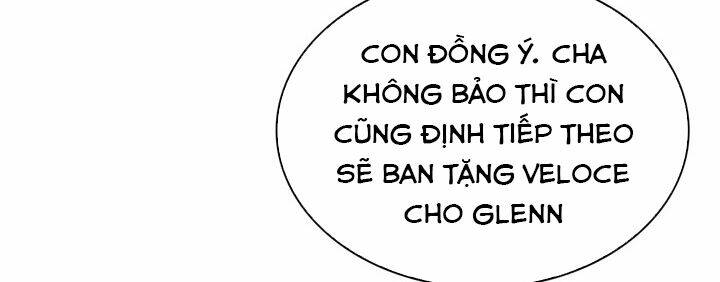 CON ĐỒNG Ý. CHA
KHÔNG BẢO THÌ CON
CŨNG ĐỊNH TIẾP THEO
SẼ BAN TẶNG VELOCE
CHO GLENN